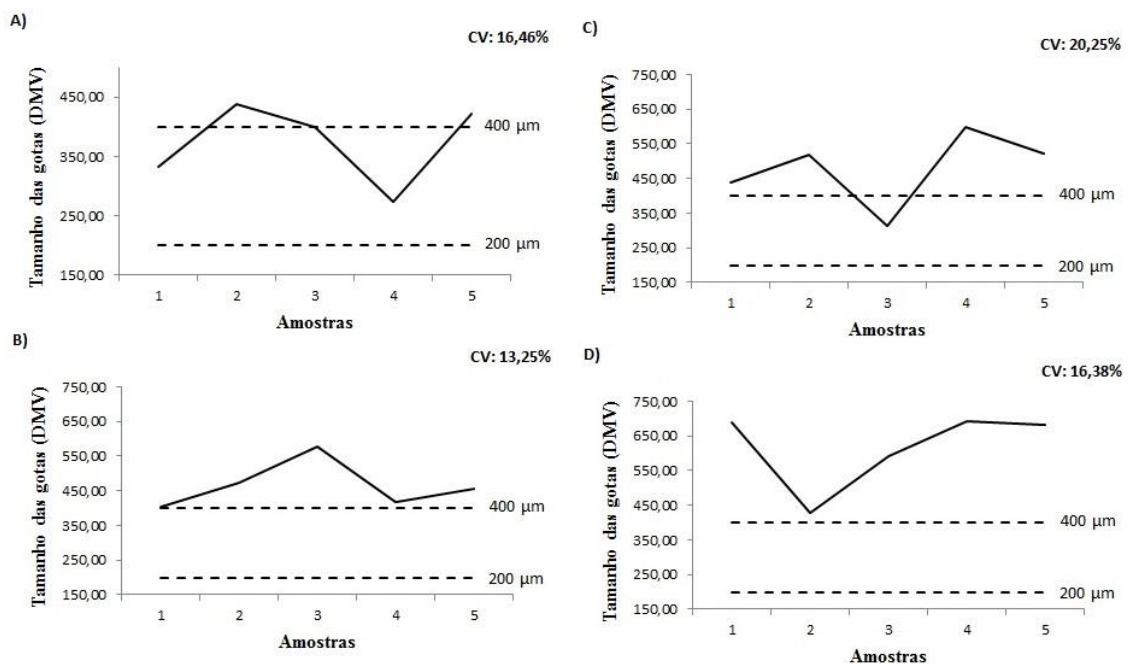 A)
CV: 16,46%
Tamanho das gotas (DMV)
450,00
350,00
250,00
150,00
400 µm
200 µm
1 2 3 4 5
Amostras
B)
CV: 13,25%
Tamanho das gotas (DMV)
750,00
650,00
550,00
450,00
350,00
250,00
150,00
400 µm
200 µm
1 2 3 4 5
Amostras
C)
CV: 20,25%
Tamanho das gotas (DMV)
750,00
650,00
550,00
450,00
350,00
250,00
150,00
400 µm
200 µm
1 2 3 4 5
Amostras
D)
CV: 16,38%
Tamanho das gotas (DMV)
750,00
650,00
550,00
450,00
350,00
250,00
150,00
400 µm
200 µm
1 2 3 4 5
Amostras